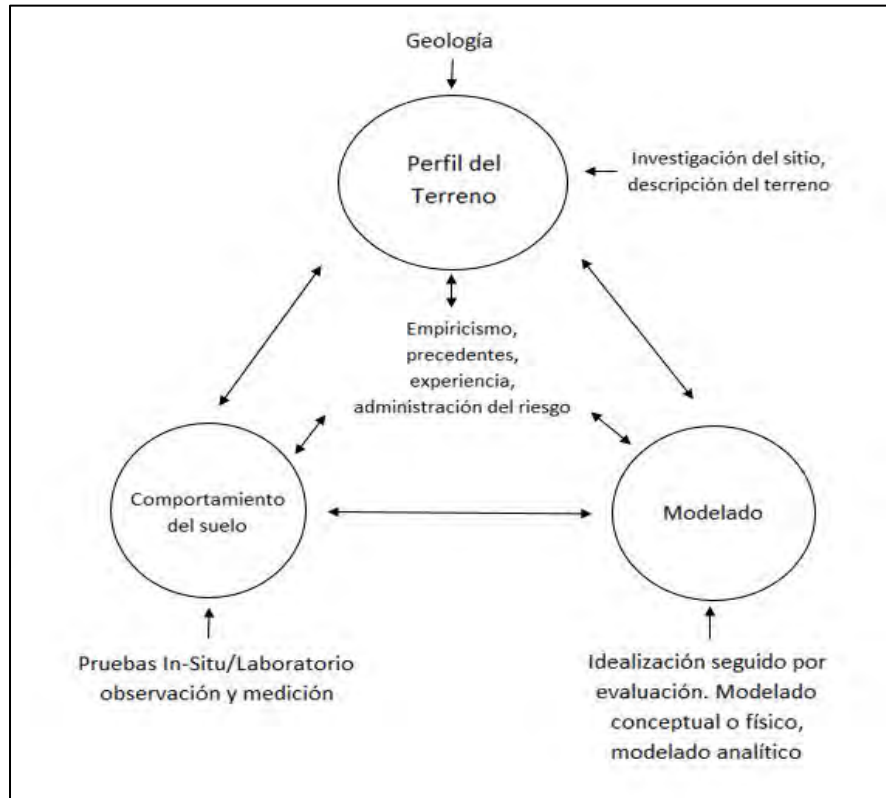 Geología
Perfil del
Terreno
Investigación del sitio,
descripción del terreno
Empiricismo,
precedentes,
experiencia,
administración del riesgo
Comportamiento
del suelo
Modelado
Pruebas In-Situ/Laboratorio
observación y medición
Idealización seguido por
evaluación. Modelado
conceptual o físico,
modelado analítico